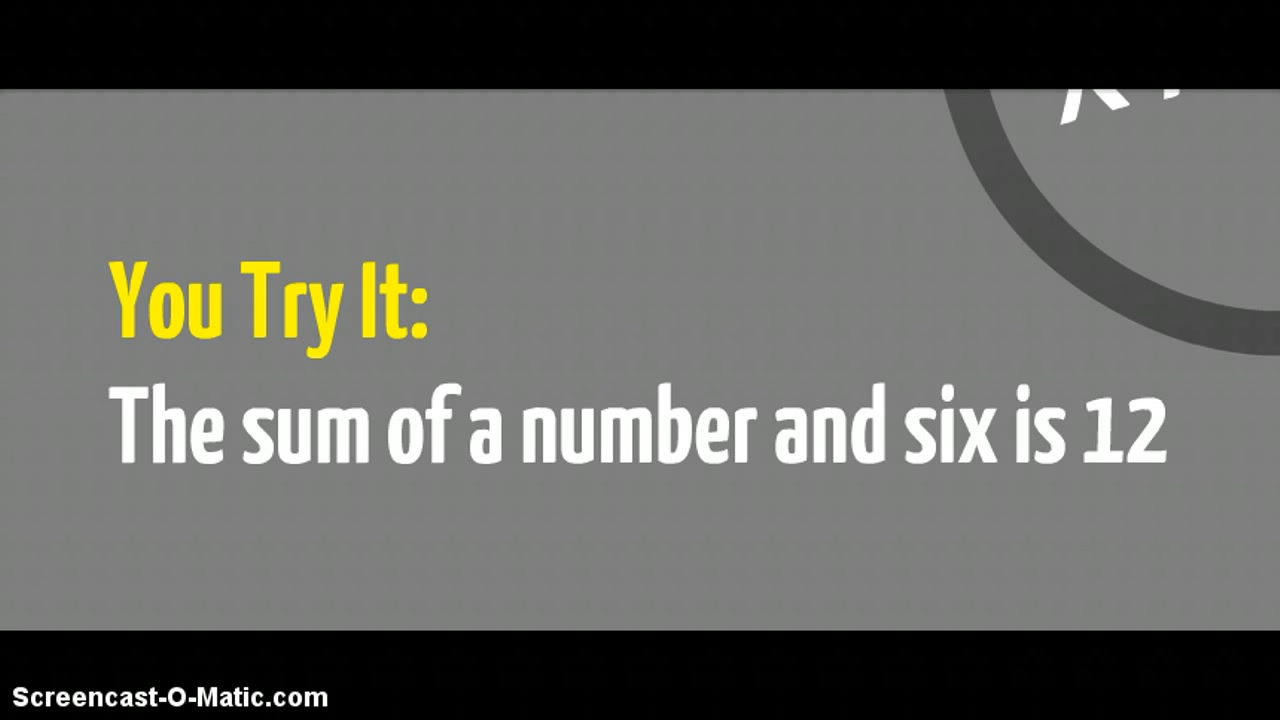 You Try It:
The sum of a number and six is 12
Screencast-O-Matic.com